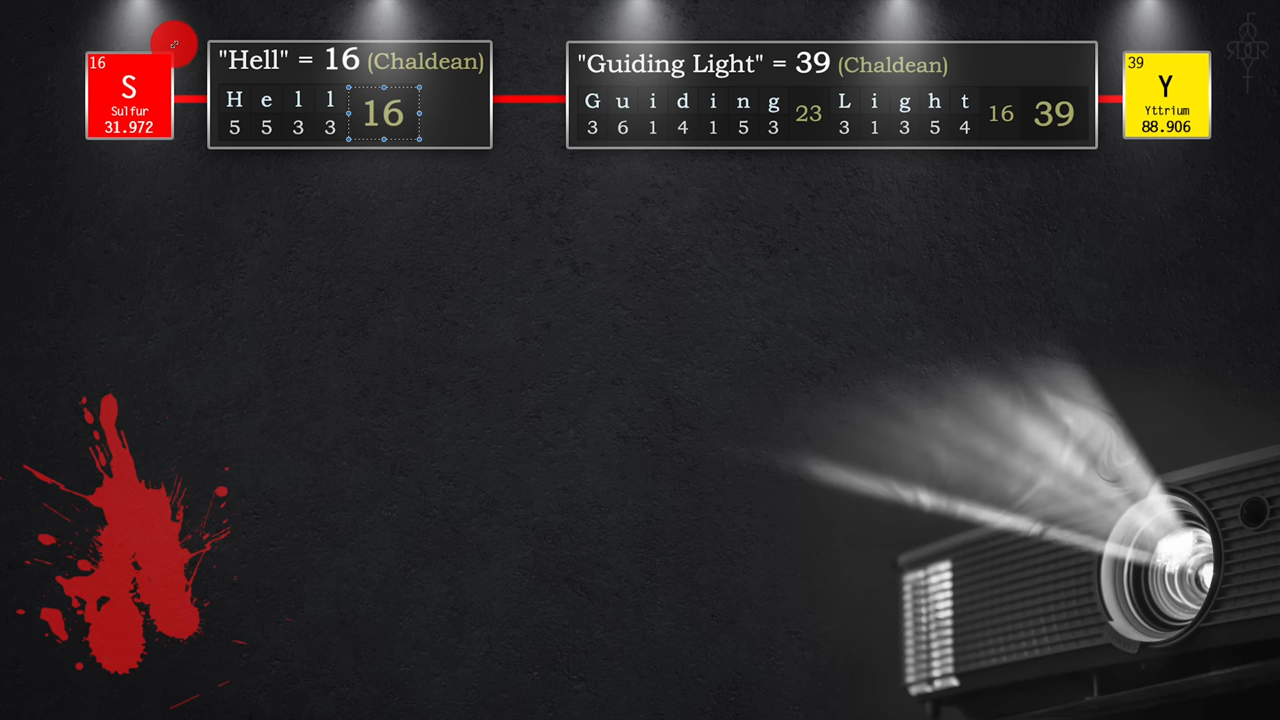 16
S
Sulfur
31.972
"Hell" = 16 (Chaldean)
H e l l
5 5 3 3
16
"Guiding Light" = 39 (Chaldean)
G u i d i n g 23 L i g h t 16 39
3 6 1 4 1 5 3 3 1 3 5 4
39
Y
Yttrium
88.906